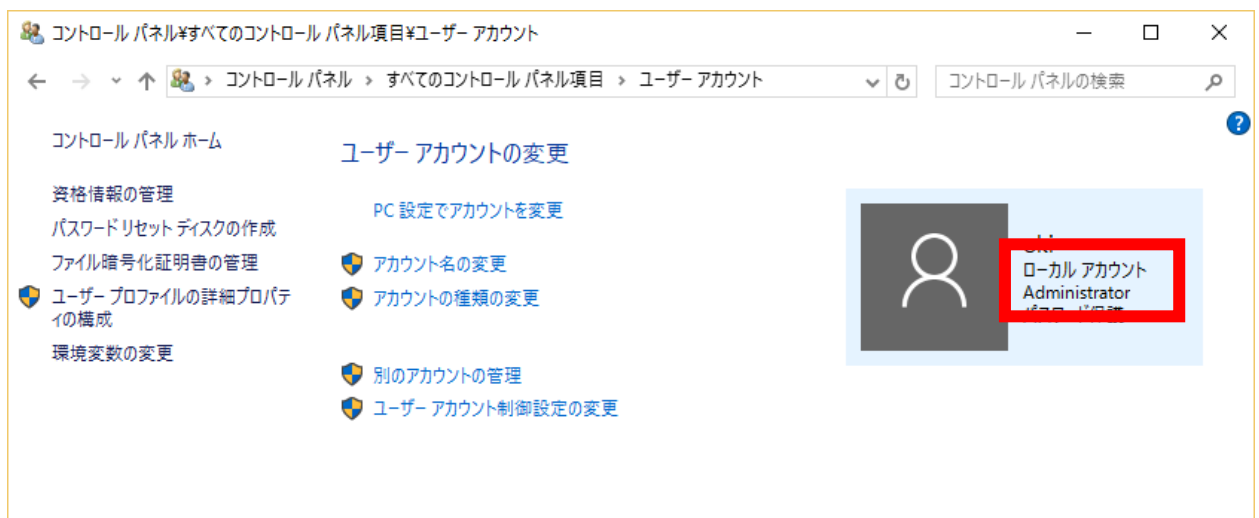 コントロール パネル¥すべてのコントロール パネル項目¥ユーザー アカウント
コントロール パネル › すべてのコントロール パネル項目 › ユーザー アカウント
コントロール パネルの検索
コントロール パネル ホーム
資格情報の管理
パスワード リセット ディスクの作成
ファイル暗号化証明書の管理
ユーザー プロファイルの詳細プロパテ
ィの構成
環境変数の変更
ユーザー アカウントの変更
PC 設定でアカウントを変更
アカウント名の変更
アカウントの種類の変更
別のアカウントの管理
ユーザー アカウント制御設定の変更
ローカル アカウント
Administrator
パスワード保護